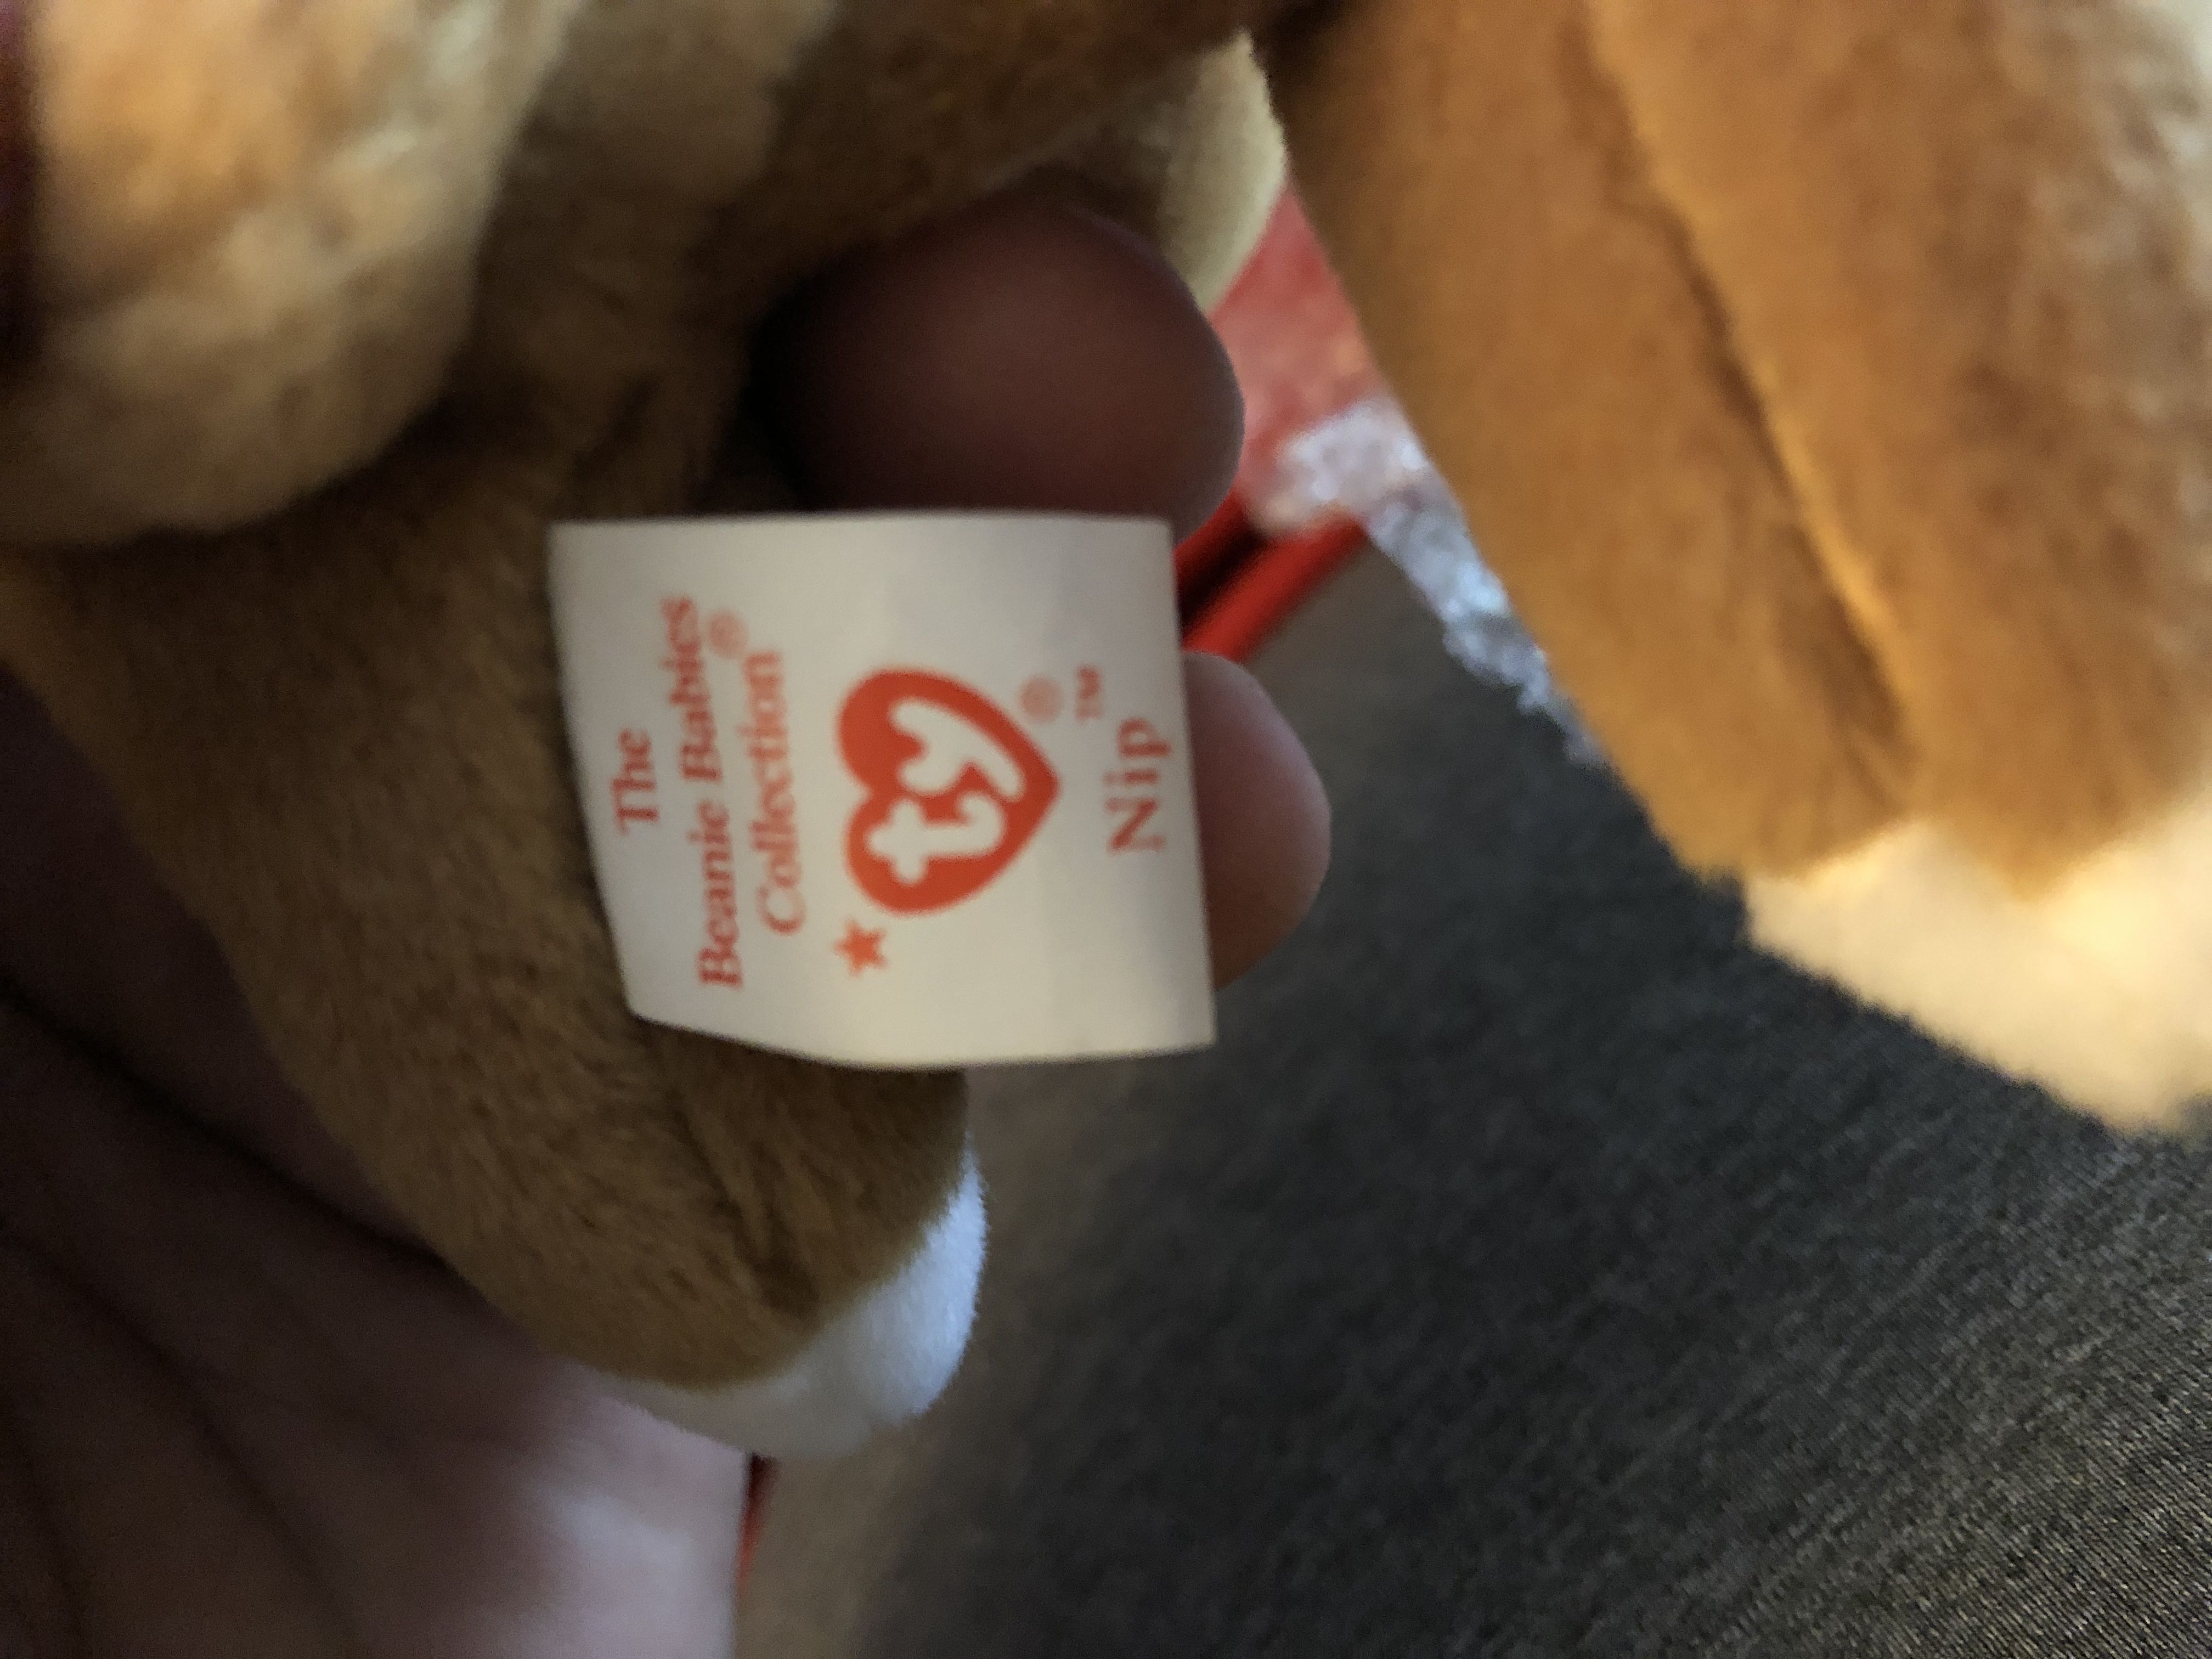 The
Beanie Babies®
Collection
ty®
Nip™